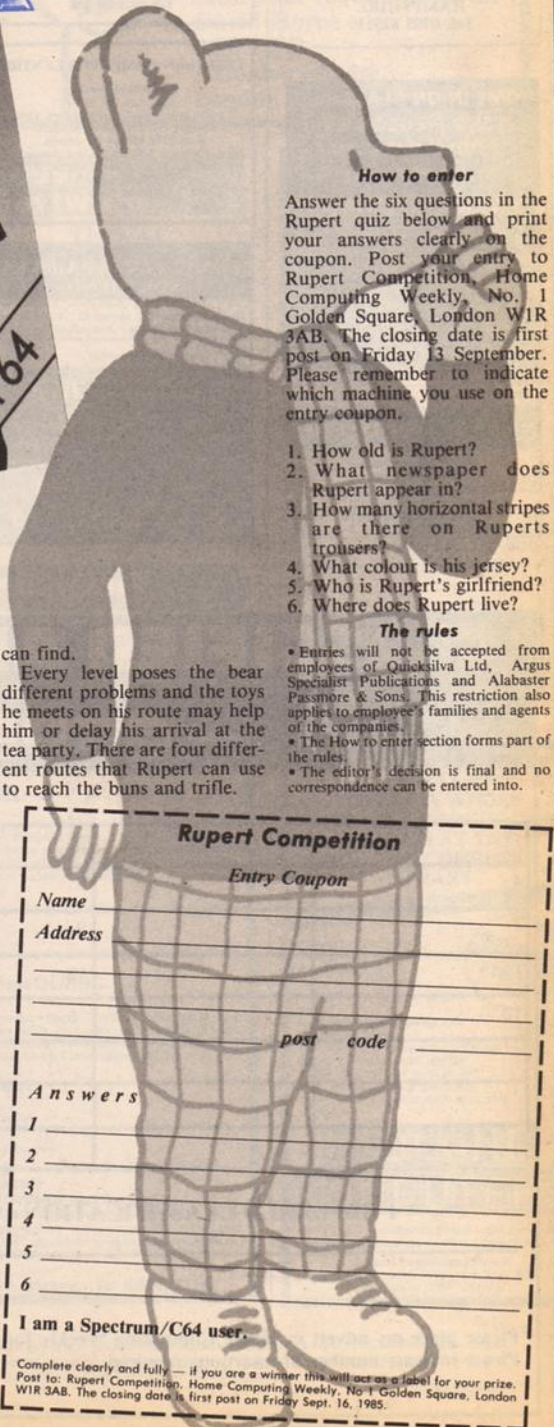 64
can find.
Every level poses the bear
different problems and the toys
he meets on his route may help
him or delay his arrival at the
tea party. There are four differ-
ent routes that Rupert can use
to reach the buns and trifle.
How to enter
Answer the six questions in the
Rupert quiz below and print
your answers clearly on the
coupon. Post your entry to
Rupert Competition, Home
Computing Weekly, No. 1
Golden Square, London W1R
3AB. The closing date is first
post on Friday 13 September.
Please remember to indicate
which machine you use on the
entry coupon.
1. How old is Rupert?
2. What newspaper does
Rupert appear in?
3. How many horizontal stripes
are there on Ruperts
trousers?
4. What colour is his jersey?
5. Who is Rupert's girlfriend?
6. Where does Rupert live?
The rules
• Entries will not be accepted from
employees of Quicksilva Ltd, Argus
Specialist Publications and Alabaster
Passmore & Sons. This restriction also
applies to employee's families and agents
of the companies.
• The How to enter section forms part of
the rules.
• The editor's decision is final and no
correspondence can be entered into.
Rupert Competition
Entry Coupon
Name
Address
post code
Answers
1
2
3
4
5
6
I am a Spectrum/C64 user.
Complete clearly and fully — if you are a winner this will act as a label for your prize.
Post to: Rupert Competition, Home Computing Weekly, No 1 Golden Square, London
W1R 3AB. The closing date is first post on Friday Sept. 16, 1985.